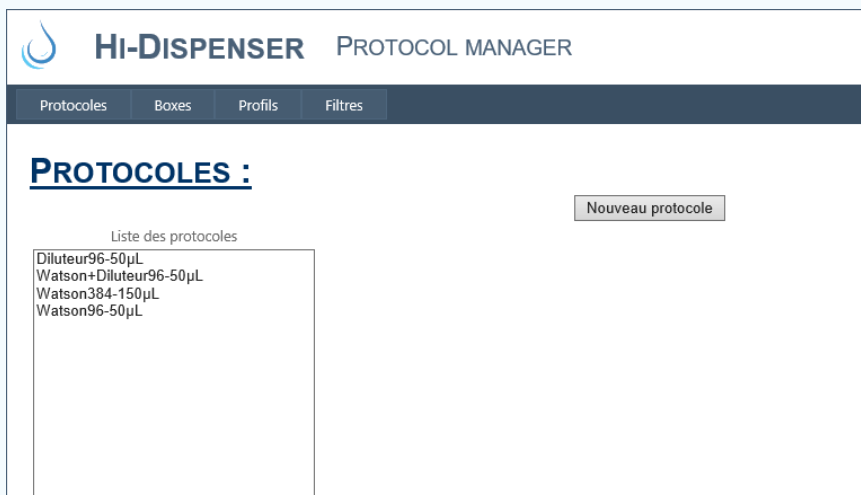 HI-DISPENSER PROTOCOL MANAGER
Protocoles Boxes Profils Filtres
PROTOCOLES :
Nouveau protocole
Liste des protocoles
Diluteur96-50µL
Watson+Diluteur96-50µL
Watson384-150µL
Watson96-50µL